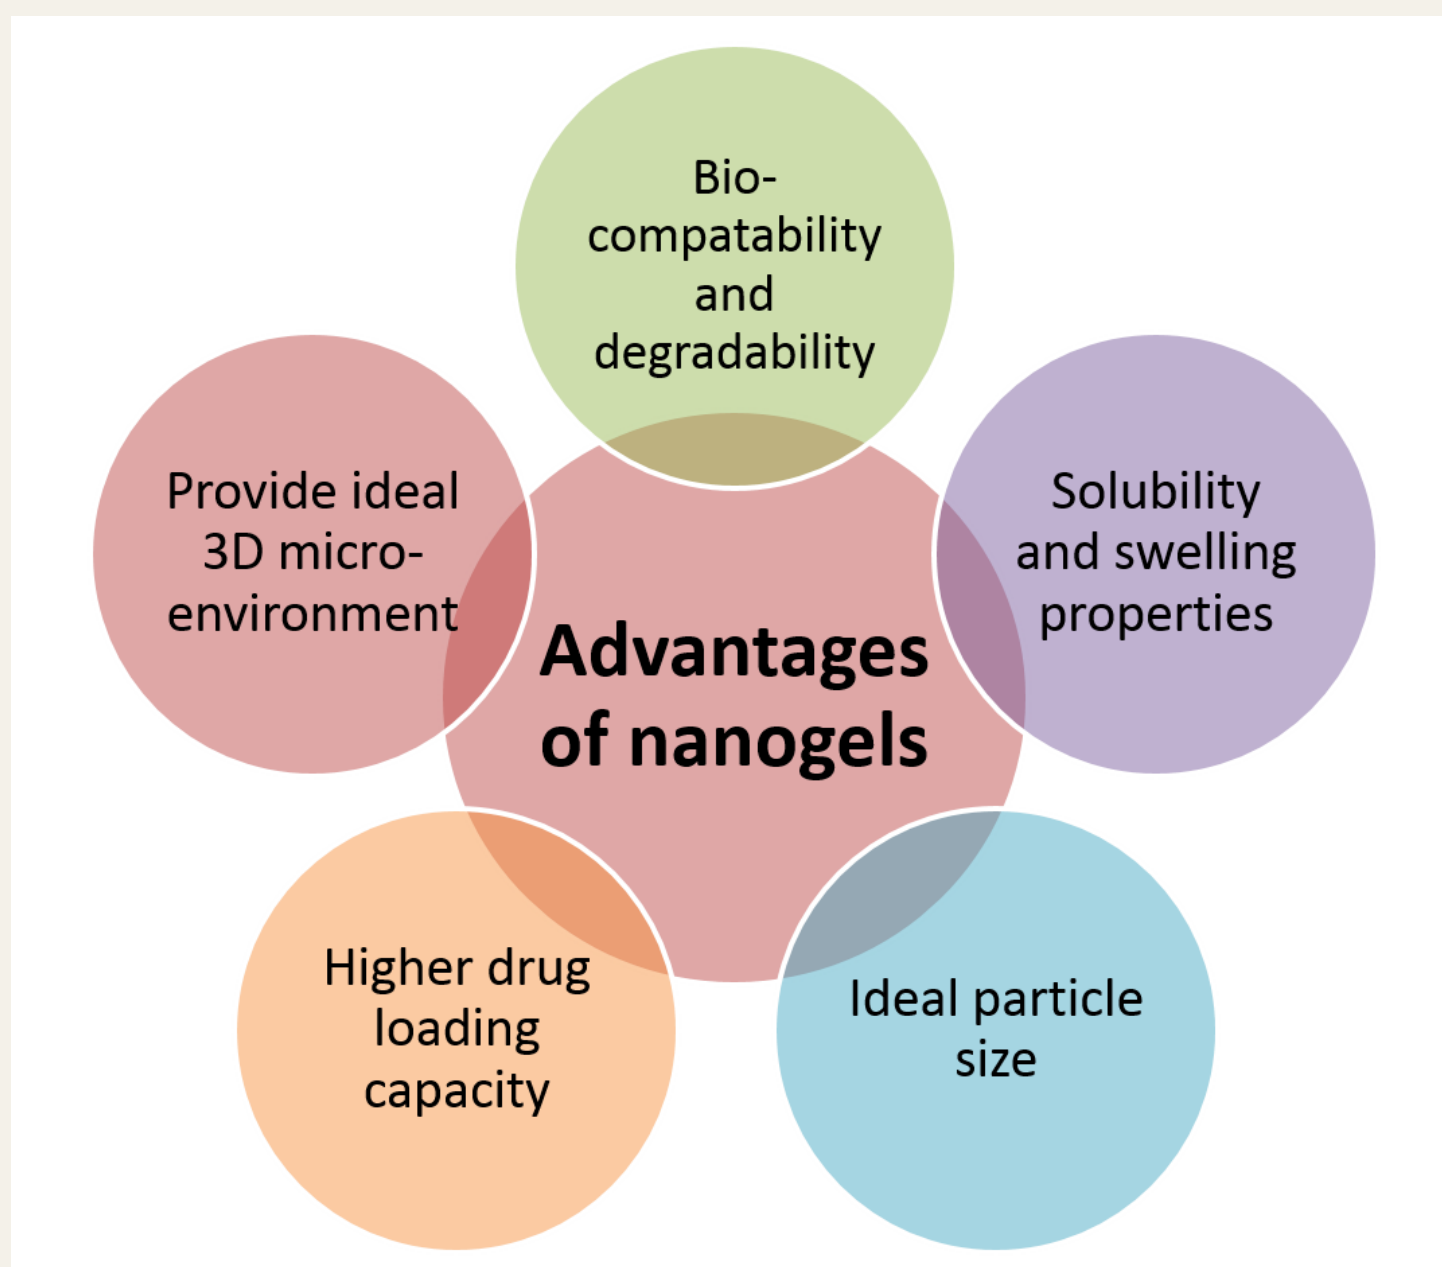 Bio-
compatability
and
degradability
Provide ideal
3D micro-
environment
Solubility
and swelling
properties
Advantages
of nanogels
Higher drug
loading
capacity
Ideal particle
size